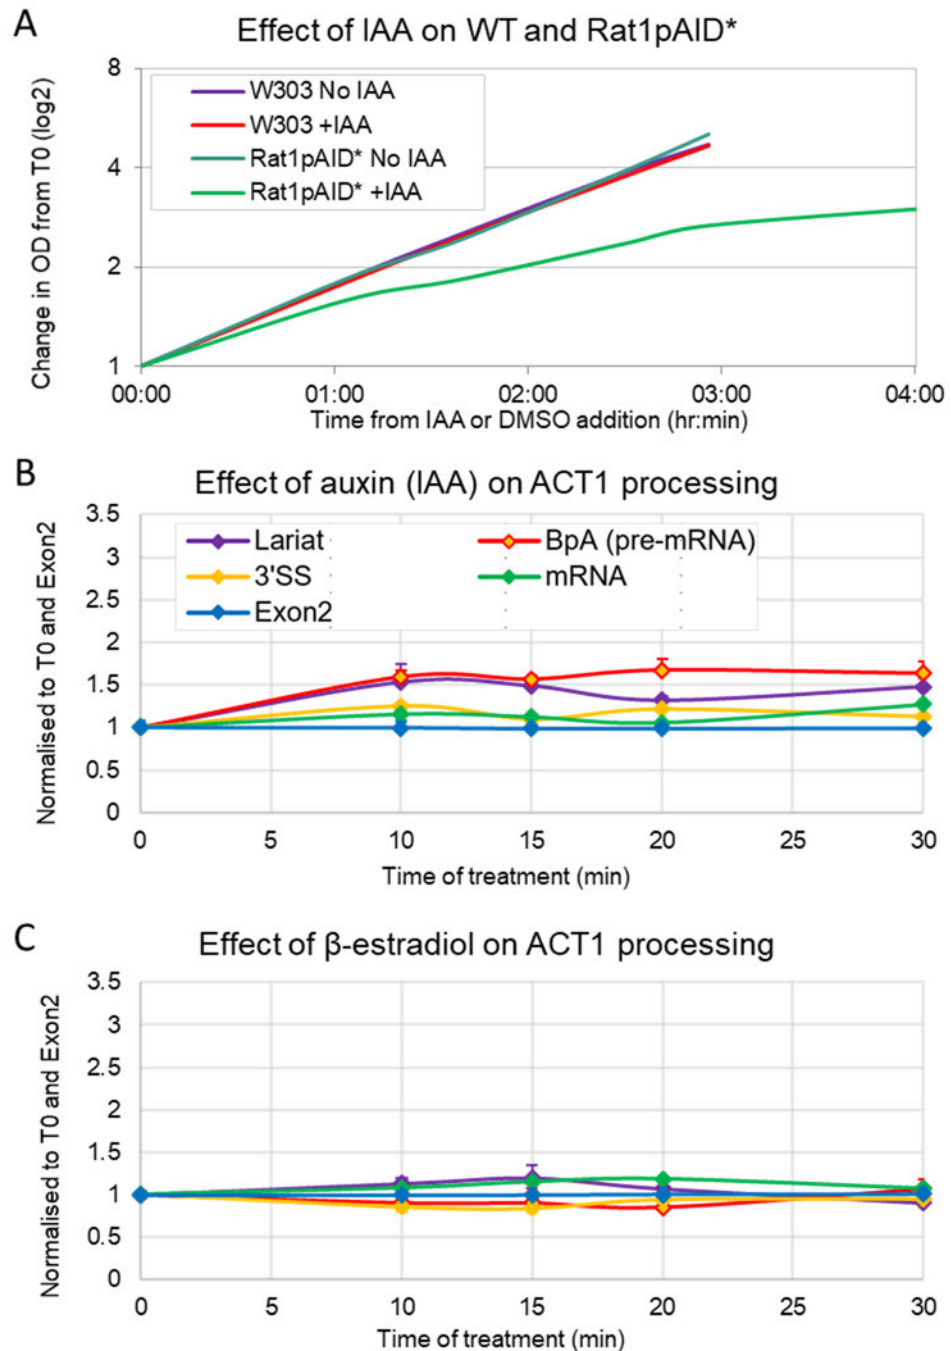 A
Effect of IAA on WT and Rat1pAID*
Change in OD from T0 (log2)
8
4
2
1
W303 No IAA
W303 +IAA
Rat1pAID* No IAA
Rat1pAID* +IAA
00:00 01:00 02:00 03:00 04:00
Time from IAA or DMSO addition (hr:min)
B
Effect of auxin (IAA) on ACT1 processing
Normalised to T0 and Exon2
3.5
3
2.5
2
1.5
1
0.5
0
Lariat BpA (pre-mRNA)
3'SS mRNA
Exon2
0 5 10 15 20 25 30
Time of treatment (min)
C
Effect of β-estradiol on ACT1 processing
Normalised to T0 and Exon2
3.5
3
2.5
2
1.5
1
0.5
0
0 5 10 15 20 25 30
Time of treatment (min)